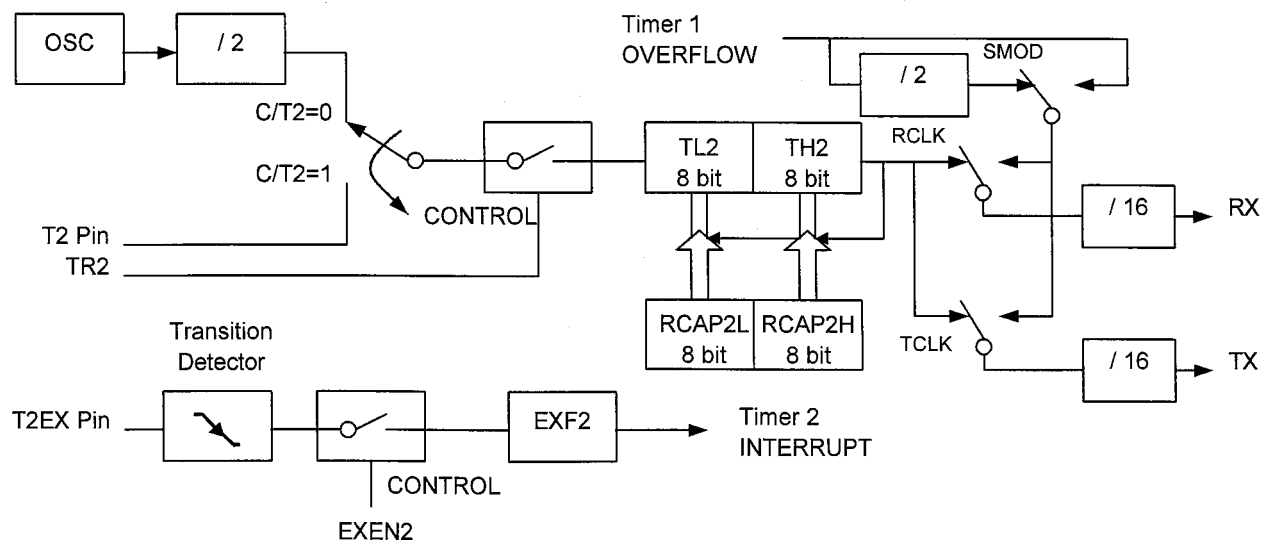 OSC
/ 2
Timer 1
OVERFLOW
SMOD
/ 2
C/T2=0
C/T2=1
CONTROL
TL2
8 bit
TH2
8 bit
RCLK
/ 16
RX
T2 Pin
TR2
RCAP2L
8 bit
RCAP2H
8 bit
TCLK
/ 16
TX
Transition
Detector
T2EX Pin
EXF2
Timer 2
INTERRUPT
CONTROL
EXEN2